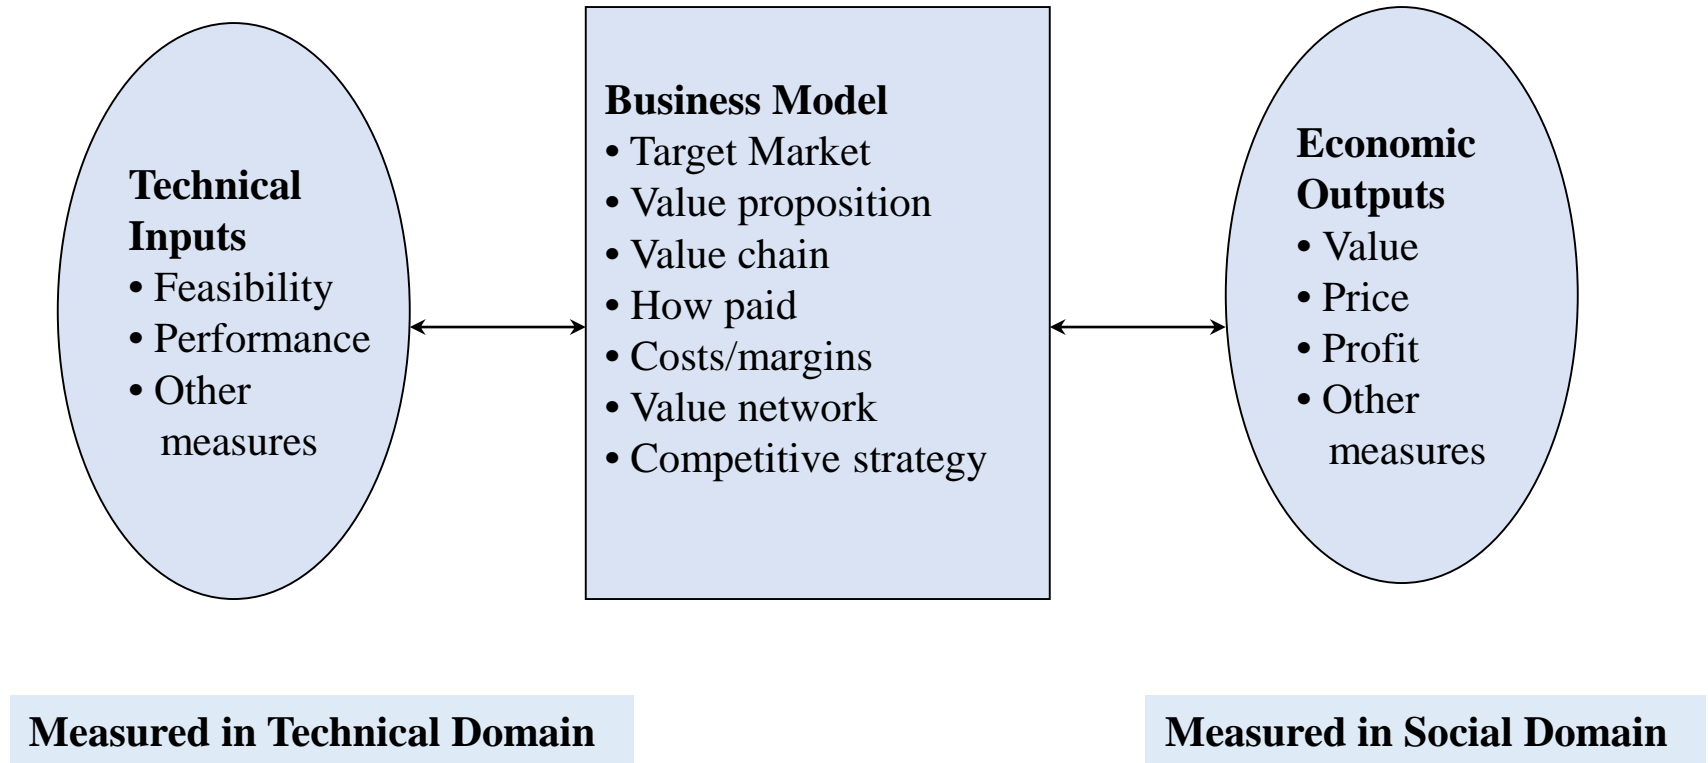 Technical
Inputs
• Feasibility
• Performance
• Other
measures
Business Model
• Target Market
• Value proposition
• Value chain
• How paid
• Costs/margins
• Value network
• Competitive strategy
Economic
Outputs
• Value
• Price
• Profit
• Other
measures
Measured in Technical Domain
Measured in Social Domain